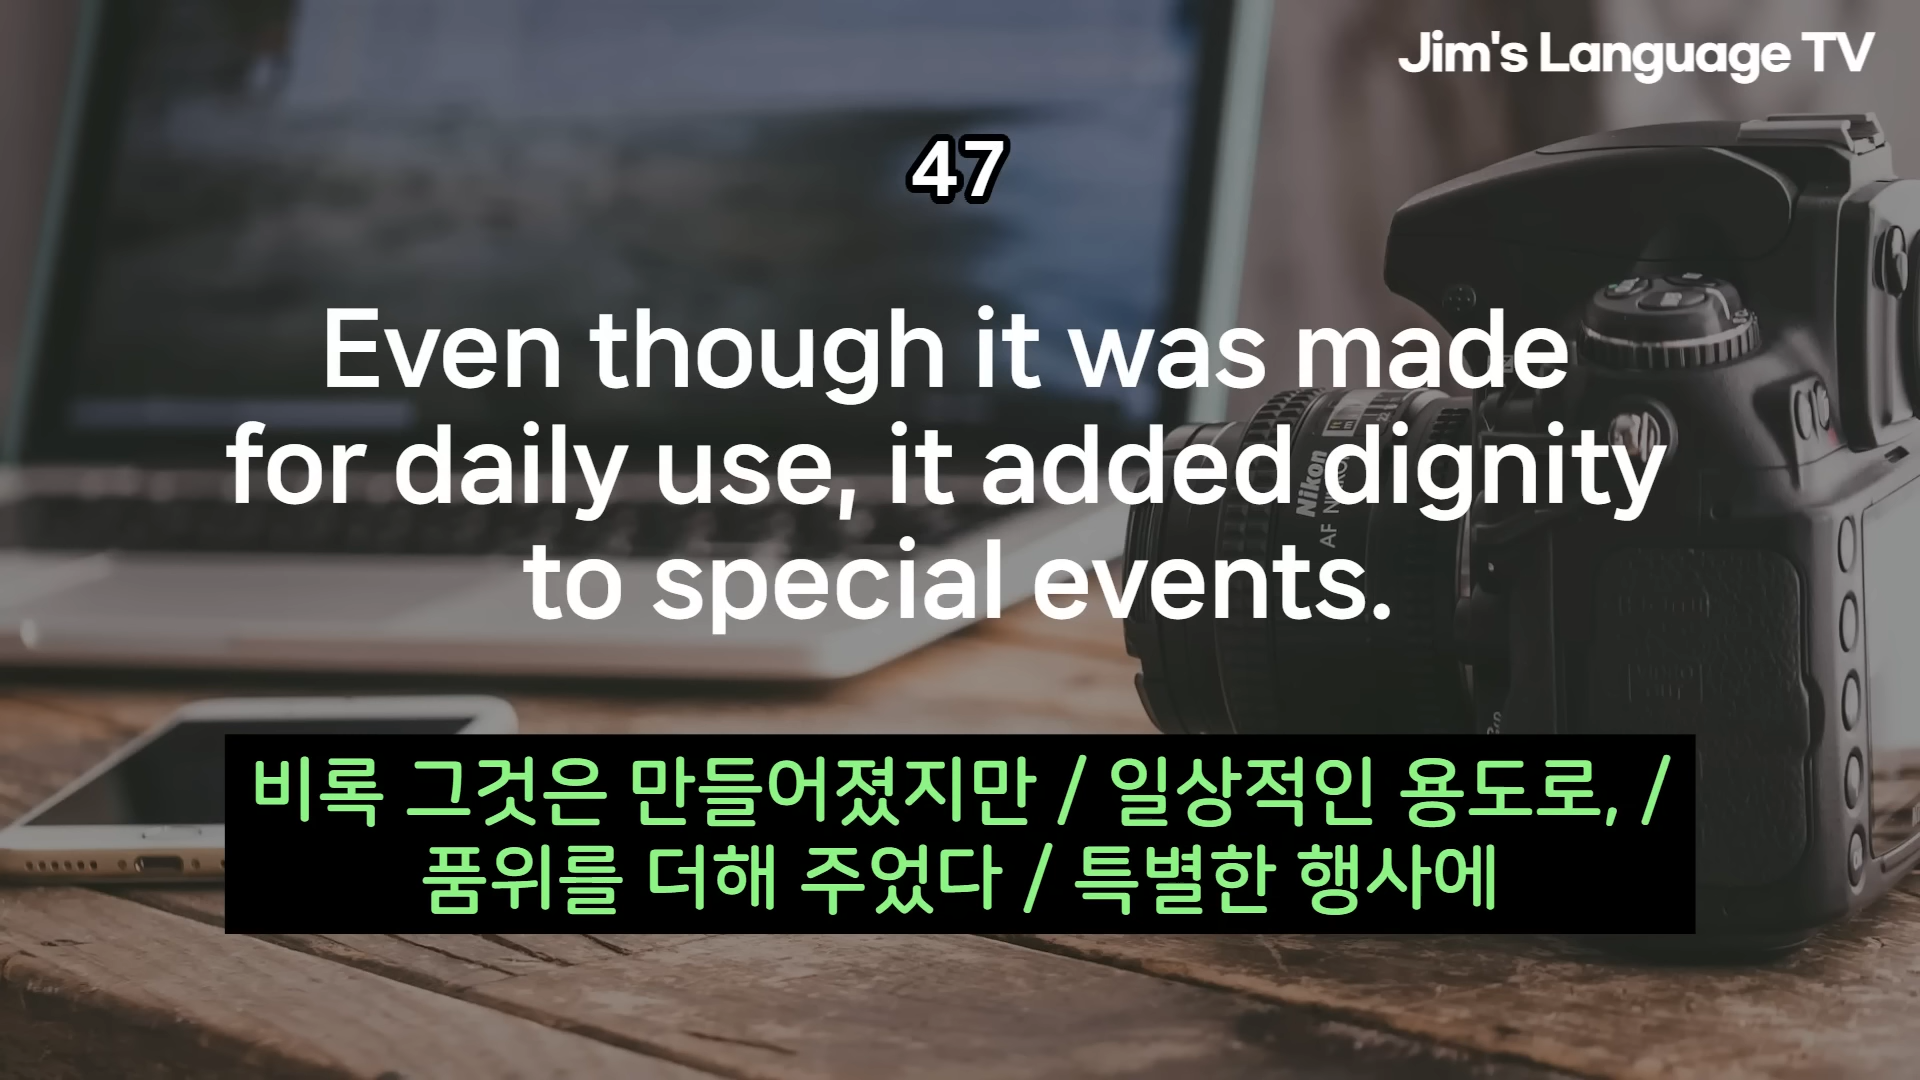 Jim's Language TV
47
Even though it was made
for daily use, it added dignity
to special events.
Nikon
비록 그것은 만들어졌지만 / 일상적인 용도로, /
품위를 더해 주었다 / 특별한 행사에